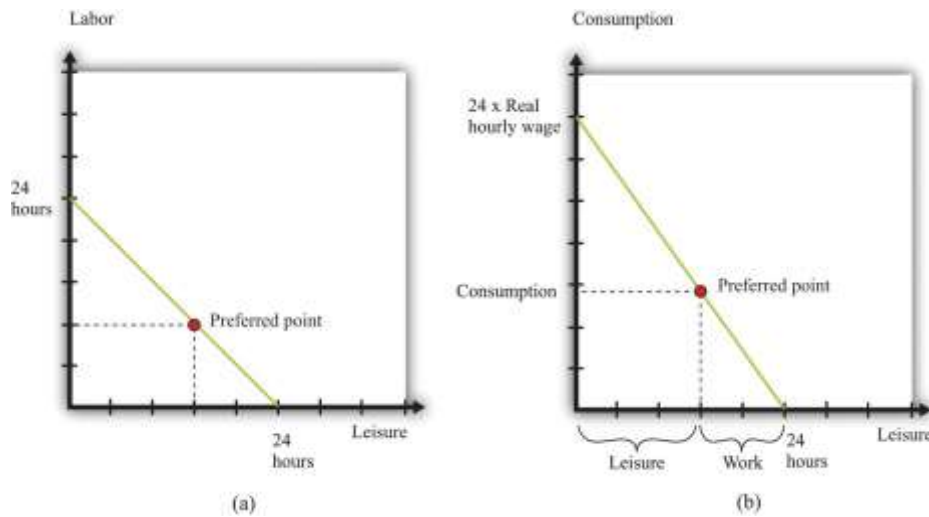 Labor
24
hours
Preferred point
Leisure
24
hours
(a)
Consumption
24 x Real
hourly wage
Consumption
Preferred point
Leisure
24
hours
Leisure
Work
(b)